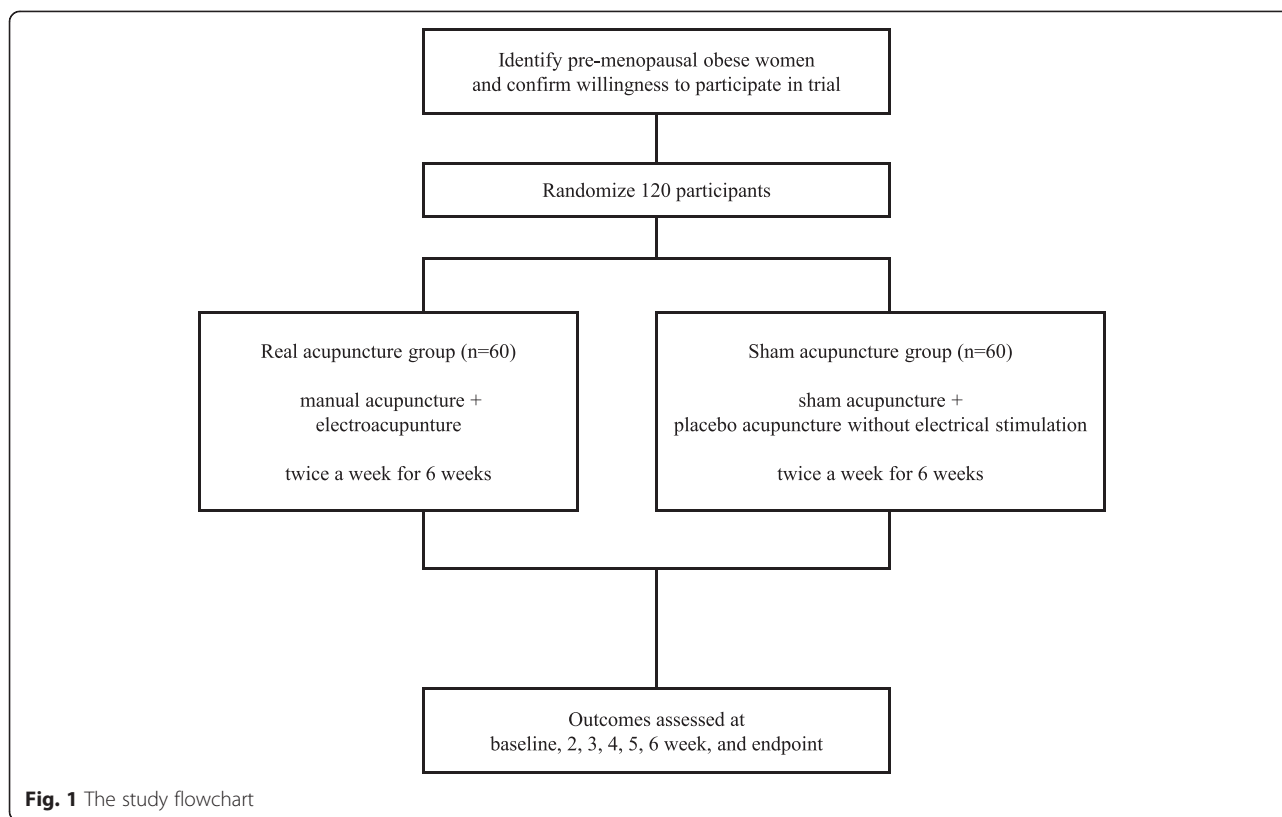 Identify pre-menopausal obese women
and confirm willingness to participate in trial
Randomize 120 participants
Real acupuncture group (n=60)
manual acupuncture +
electroacupunture
twice a week for 6 weeks
Sham acupuncture group (n=60)
sham acupuncture +
placebo acupuncture without electrical stimulation
twice a week for 6 weeks
Outcomes assessed at
baseline, 2, 3, 4, 5, 6 week, and endpoint
Fig. 1 The study flowchart